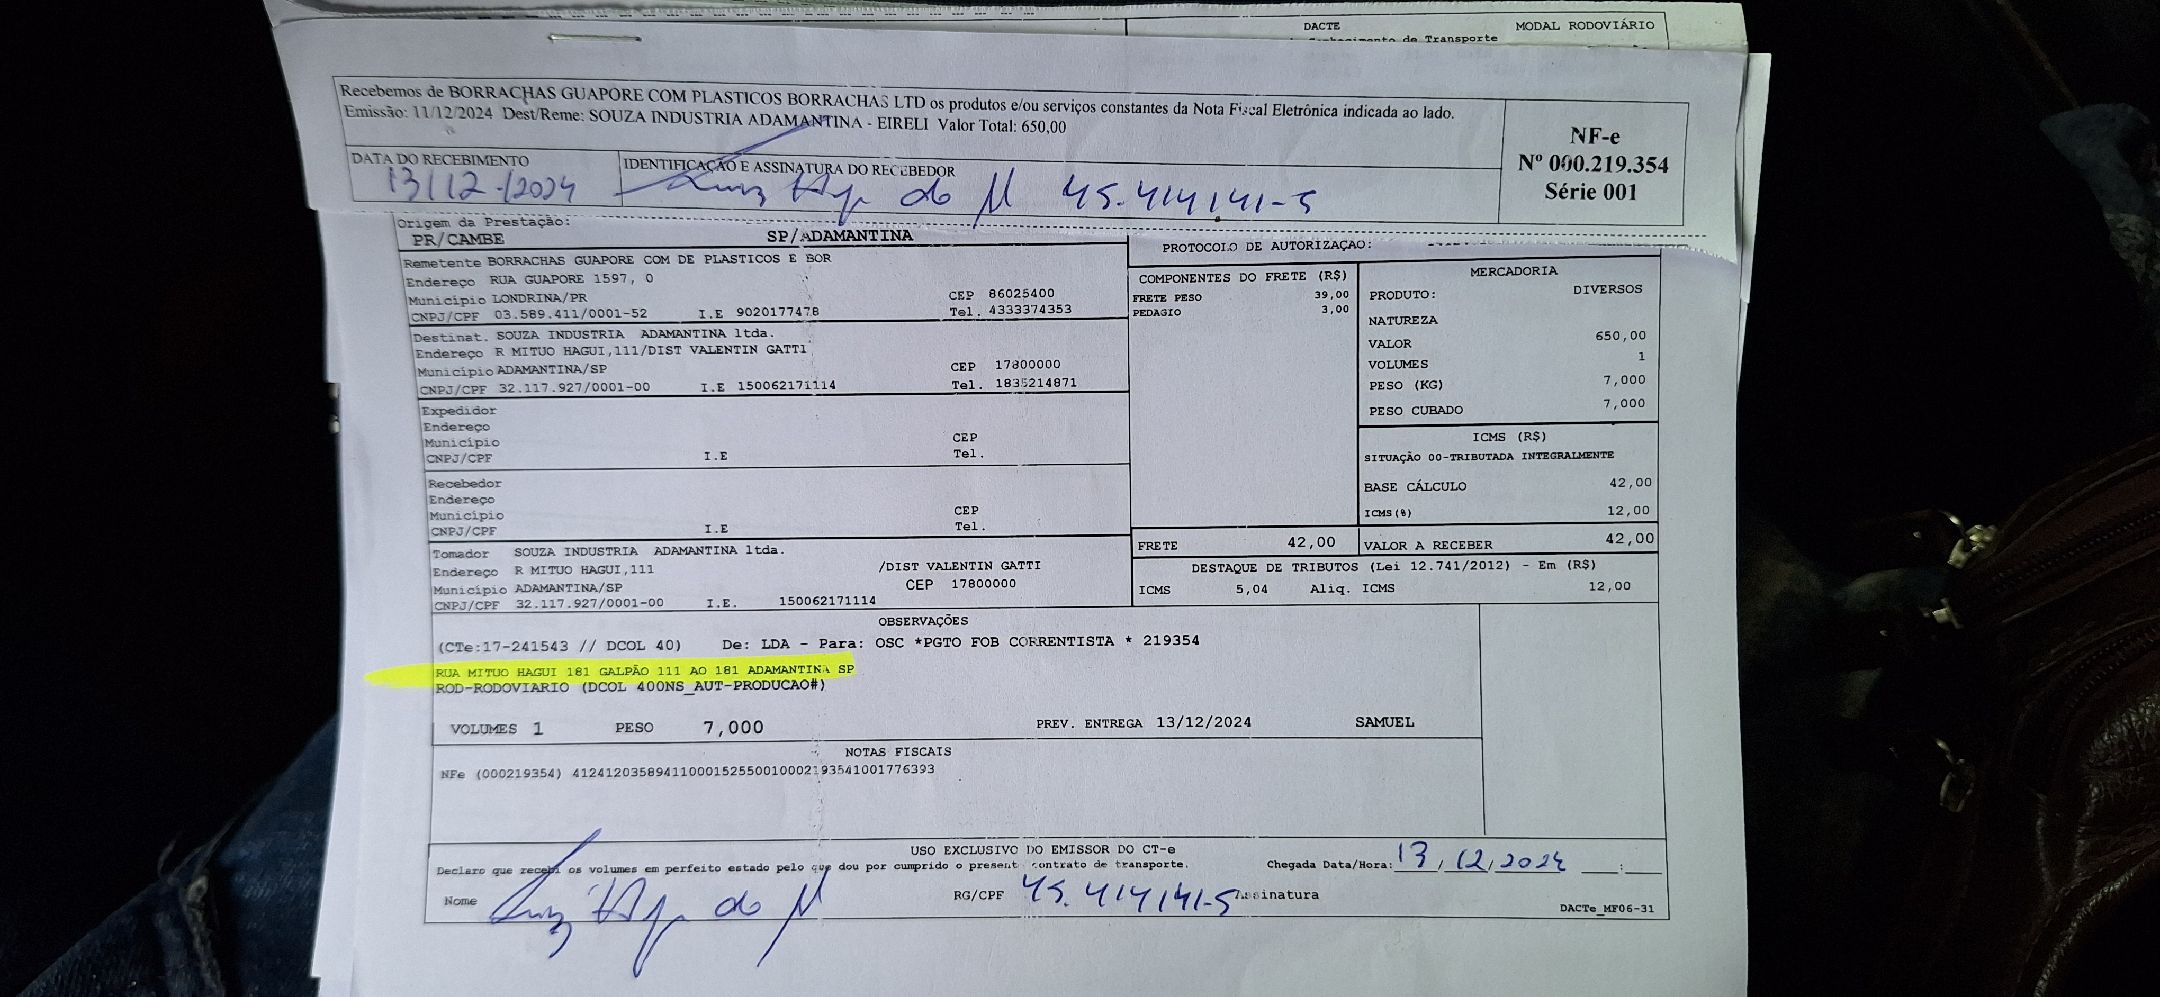 DACTE MODAL RODOVIÁRIO
de Transporte
Recebemos de BORRACHAS GUAPORE COM PLASTICOS BORRACHAS LTD os produtos e/ou serviços constantes da Nota Fiscal Eletrônica indicada ao lado.
Emissão: 11/12/2024 Dest/Reme: SOUZA INDUSTRIA ADAMANTINA - EIRELI Valor Total: 650,00
NF-e
Nº 000.219.354
Série 001
DATA DO RECEBIMENTO
13/12/2024
IDENTIFICAÇÃO E ASSINATURA DO RECEBEDOR
45.414141-5
Origem da Prestação:
PR/CAMBE SP/ADAMANTINA
PROTOCOLO DE AUTORIZAÇAO:
Remetente BORRACHAS GUAPORE COM DE PLASTICOS E BOR
Endereço RUA GUAPORE 1597, 0
Município LONDRINA/PR CEP 86025400
CNPJ/CPF 03.589.411/0001-52 I.E 9020177478 Tel. 4333374353
Destinat. SOUZA INDUSTRIA ADAMANTINA ltda.
Endereço R MITUO HAGUI,111/DIST VALENTIN GATTI
Município ADAMANTINA/SP CEP 17800000
CNPJ/CPF 32.117.927/0001-00 I.E 150062171114 Tel. 1835214871
Expedidor
Endereço
Município CEP
CNPJ/CPF I.E Tel.
Recebedor
Endereço
Município CEP
CNPJ/CPF I.E Tel.
Tomador SOUZA INDUSTRIA ADAMANTINA ltda.
Endereço R MITUO HAGUI,111 /DIST VALENTIN GATTI
Município ADAMANTINA/SP CEP 17800000
CNPJ/CPF 32.117.927/0001-00 I.E. 150062171114
COMPONENTES DO FRETE (R$)
FRETE PESO 39,00
PEDAGIO 3,00
FRETE 42,00
MERCADORIA
PRODUTO: DIVERSOS
NATUREZA
VALOR 650,00
VOLUMES 1
PESO (KG) 7,000
PESO CUBADO 7,000
ICMS (R$)
SITUAÇÃO 00-TRIBUTADA INTEGRALMENTE
BASE CÁLCULO 42,00
ICMS(%) 12,00
VALOR A RECEBER 42,00
DESTAQUE DE TRIBUTOS (Lei 12.741/2012) - Em (R$)
ICMS 5,04 Aliq. ICMS 12,00
OBSERVAÇÕES
(CTe:17-241543 // DCOL 40) De: LDA - Para: OSC *PGTO FOB CORRENTISTA * 219354
RUA MITUO HAGUI 181 GALPÃO 111 AO 181 ADAMANTINA SP
ROD-RODOVIARIO (DCOL 400NS_AUT-PRODUCAO#)
VOLUMES 1 PESO 7,000 PREV. ENTREGA 13/12/2024 SAMUEL
NOTAS FISCAIS
NFe (000219354) 41241203589411000152550010002193541001776393
USO EXCLUSIVO DO EMISSOR DO CT-e
Declaro que recebi os volumes em perfeito estado pelo que dou por cumprido o present contrato de transporte. Chegada Data/Hora: 13/12/2024 :
Nome RG/CPF 45.414141-5 Assinatura
DACTe_MF06-31